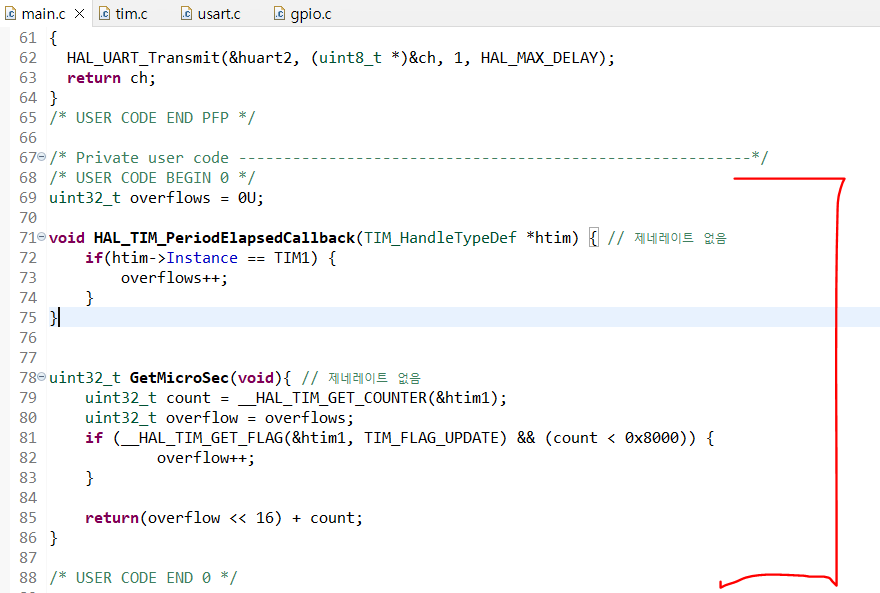 main.c tim.c usart.c gpio.c
61 {
62   HAL_UART_Transmit(&huart2, (uint8_t *)&ch, 1, HAL_MAX_DELAY);
63   return ch;
64 }
65 /* USER CODE END PFP */
66
67 /* Private user code ---------------------------------------------------------*/
68 /* USER CODE BEGIN 0 */
69 uint32_t overflows = 0U;
70
71 void HAL_TIM_PeriodElapsedCallback(TIM_HandleTypeDef *htim) { // 제네레이트 없음
72     if(htim->Instance == TIM1) {
73         overflows++;
74     }
75 }
76
77
78 uint32_t GetMicroSec(void){ // 제네레이트 없음
79     uint32_t count = __HAL_TIM_GET_COUNTER(&htim1);
80     uint32_t overflow = overflows;
81     if (__HAL_TIM_GET_FLAG(&htim1, TIM_FLAG_UPDATE) && (count < 0x8000)) {
82             overflow++;
83     }
84
85     return(overflow << 16) + count;
86 }
87
88 /* USER CODE END 0 */